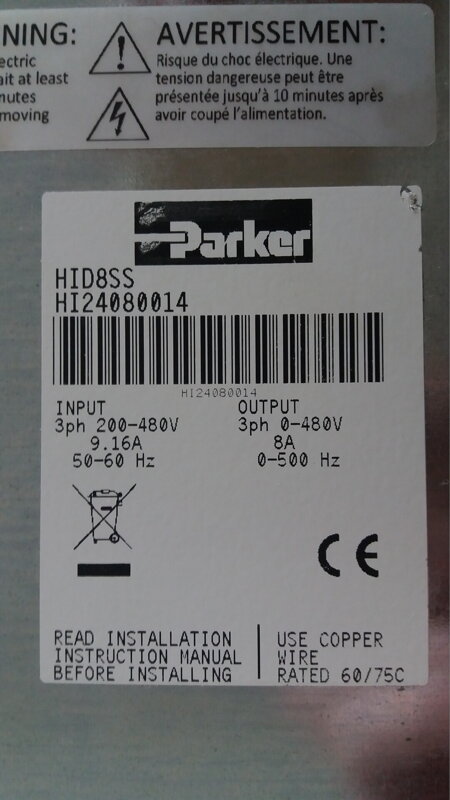 NING:
ectric
ait at least
nutes
moving
AVERTISSEMENT:
Risque du choc électrique. Une
tension dangereuse peut être
présentée jusqu'à 10 minutes après
avoir coupé l'alimentation.
Parker
HID8SS
HI24080014
HI24080014
INPUT
3ph 200-480V
9.16A
50-60 Hz
OUTPUT
3ph 0-480V
8A
0-500 Hz
CE
READ INSTALLATION
INSTRUCTION MANUAL
BEFORE INSTALLING
USE COPPER
WIRE
RATED 60/75C